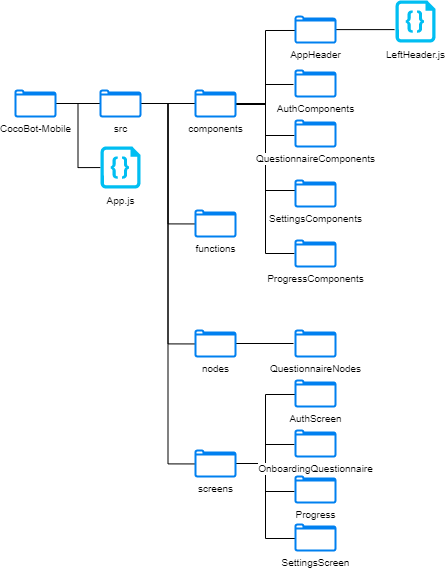 AppHeader
LeftHeader.js
CocoBot-Mobile
src
components
AuthComponents
App.js
QuestionnaireComponents
SettingsComponents
functions
ProgressComponents
nodes
QuestionnaireNodes
AuthScreen
screens
OnboardingQuestionnaire
Progress
SettingsScreen